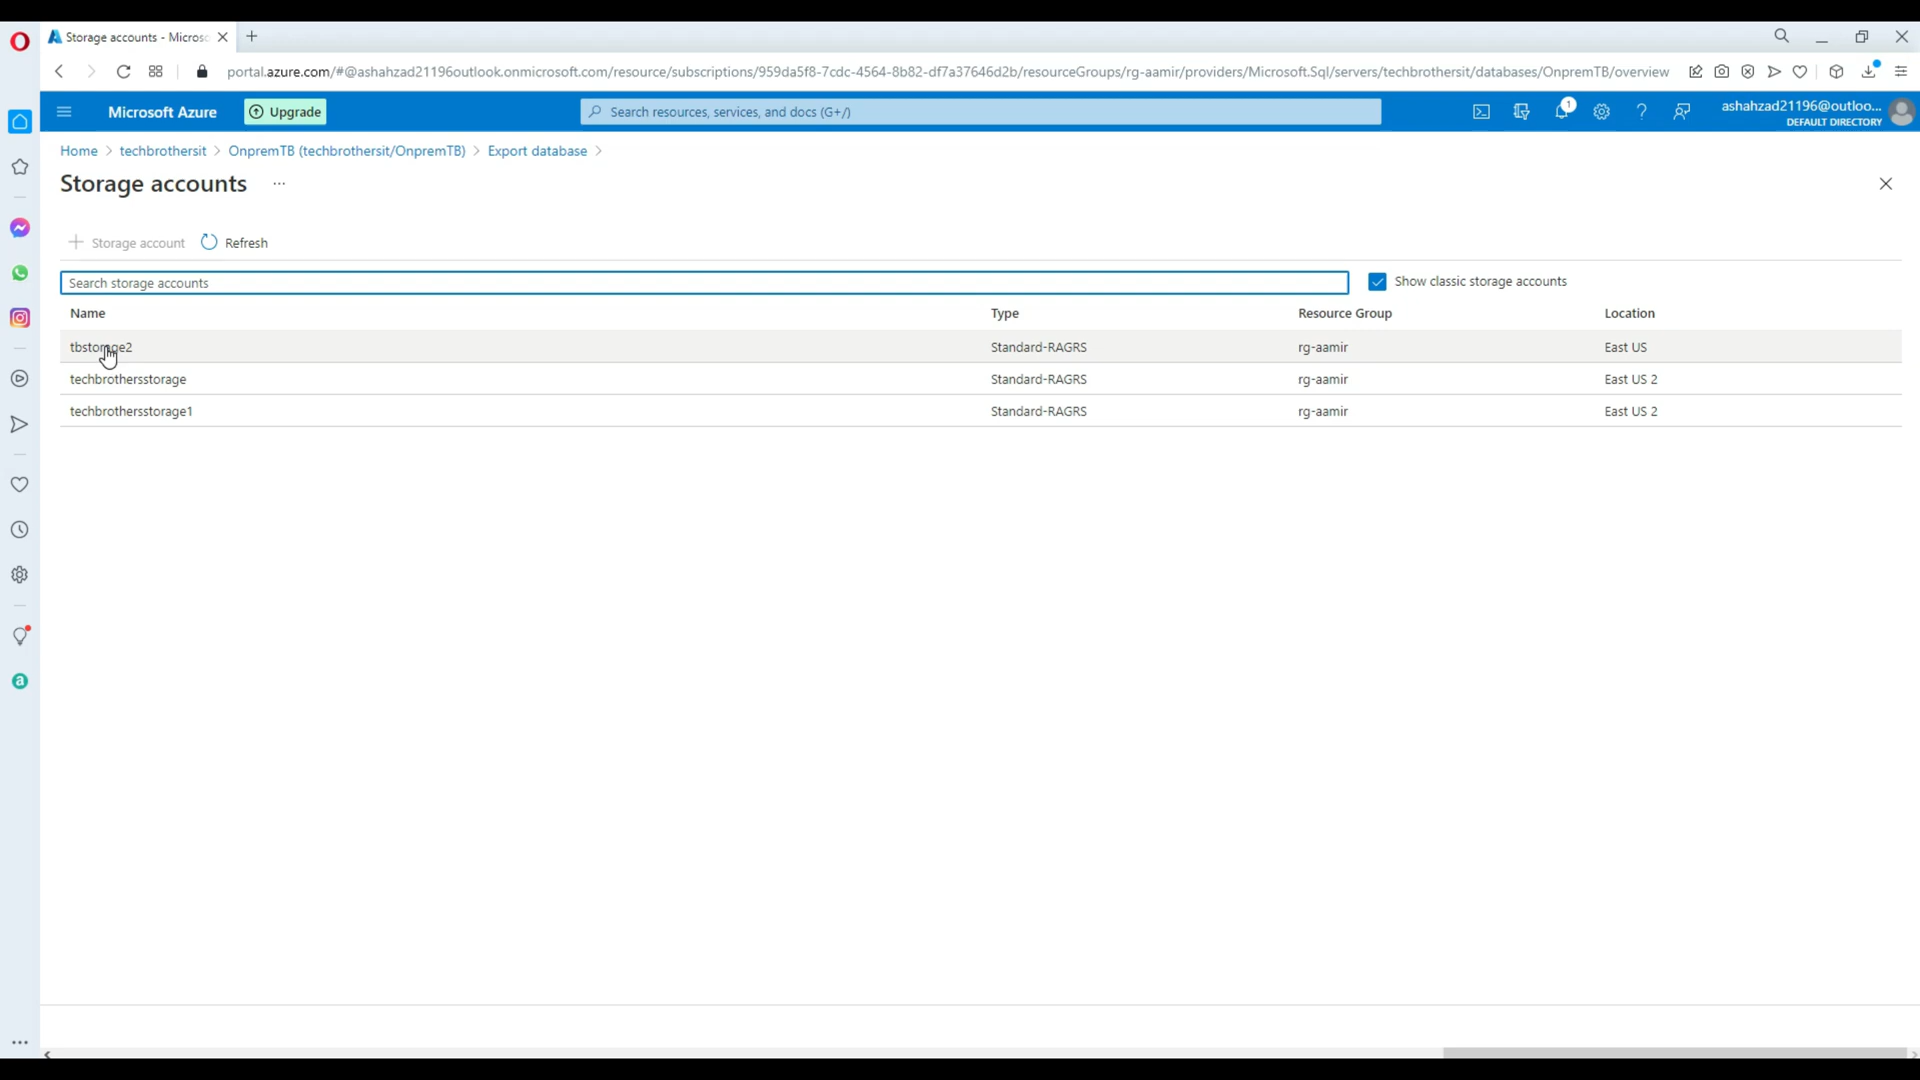 Storage accounts - Micros
portal.azure.com/#@ashahzad21196outlook.onmicrosoft.com/resource/subscriptions/959da5f8-7cdc-4564-8b82-df7a37646d2b/resourceGroups/rg-aamir/providers/Microsoft.Sql/servers/techbrothersit/databases/OnpremTB/overview
Microsoft Azure Upgrade Search resources, services, and docs (G+/) 1 ashahzad21196@outloo...
DEFAULT DIRECTORY
Home > techbrothersit > OnpremTB (techbrothersit/OnpremTB) > Export database >
Storage accounts ...
+ Storage account Refresh
Search storage accounts Show classic storage accounts
Name Type Resource Group Location
tbstorage2 Standard-RAGRS rg-aamir East US
techbrothersstorage Standard-RAGRS rg-aamir East US 2
techbrothersstorage1 Standard-RAGRS rg-aamir East US 2